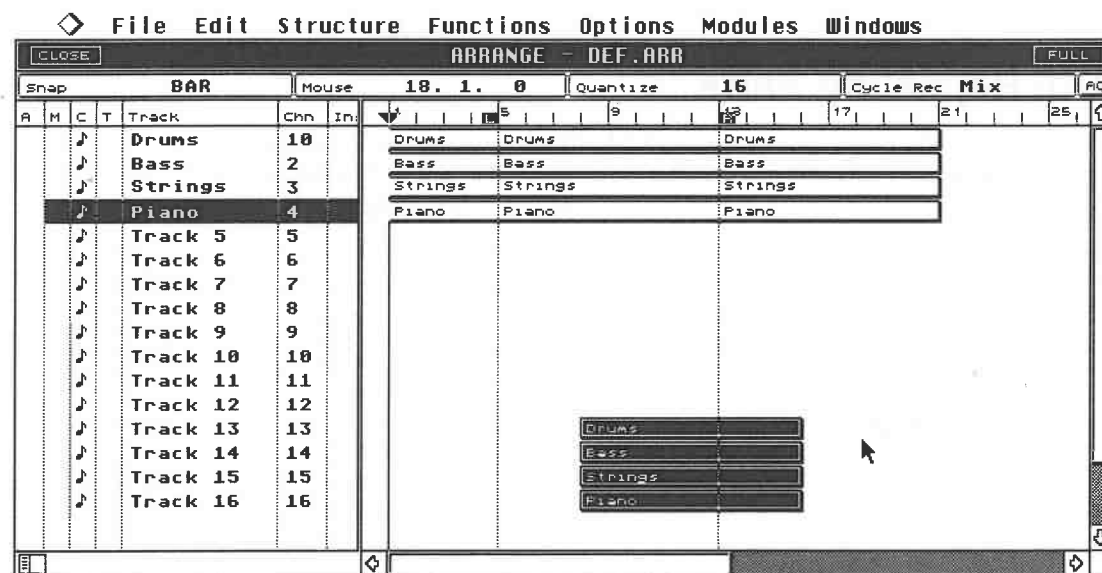 File Edit Structure Functions Options Modules Windows
CLOSE ARRANGE - DEF.ARR FULL
Snap BAR Mouse 18. 1. 0 Quantize 16 Cycle Rec Mix
A M C T Track Chn In 1 5 9 17 21 25
Drums 10 Drums Drums Drums
Bass 2 Bass Bass Bass
Strings 3 Strings Strings Strings
Piano 4 Piano Piano Piano
Track 5 5
Track 6 6
Track 7 7
Track 8 8
Track 9 9
Track 10 10
Track 11 11
Track 12 12
Track 13 13 Drums
Track 14 14 Bass
Track 15 15 Strings
Track 16 16 Piano